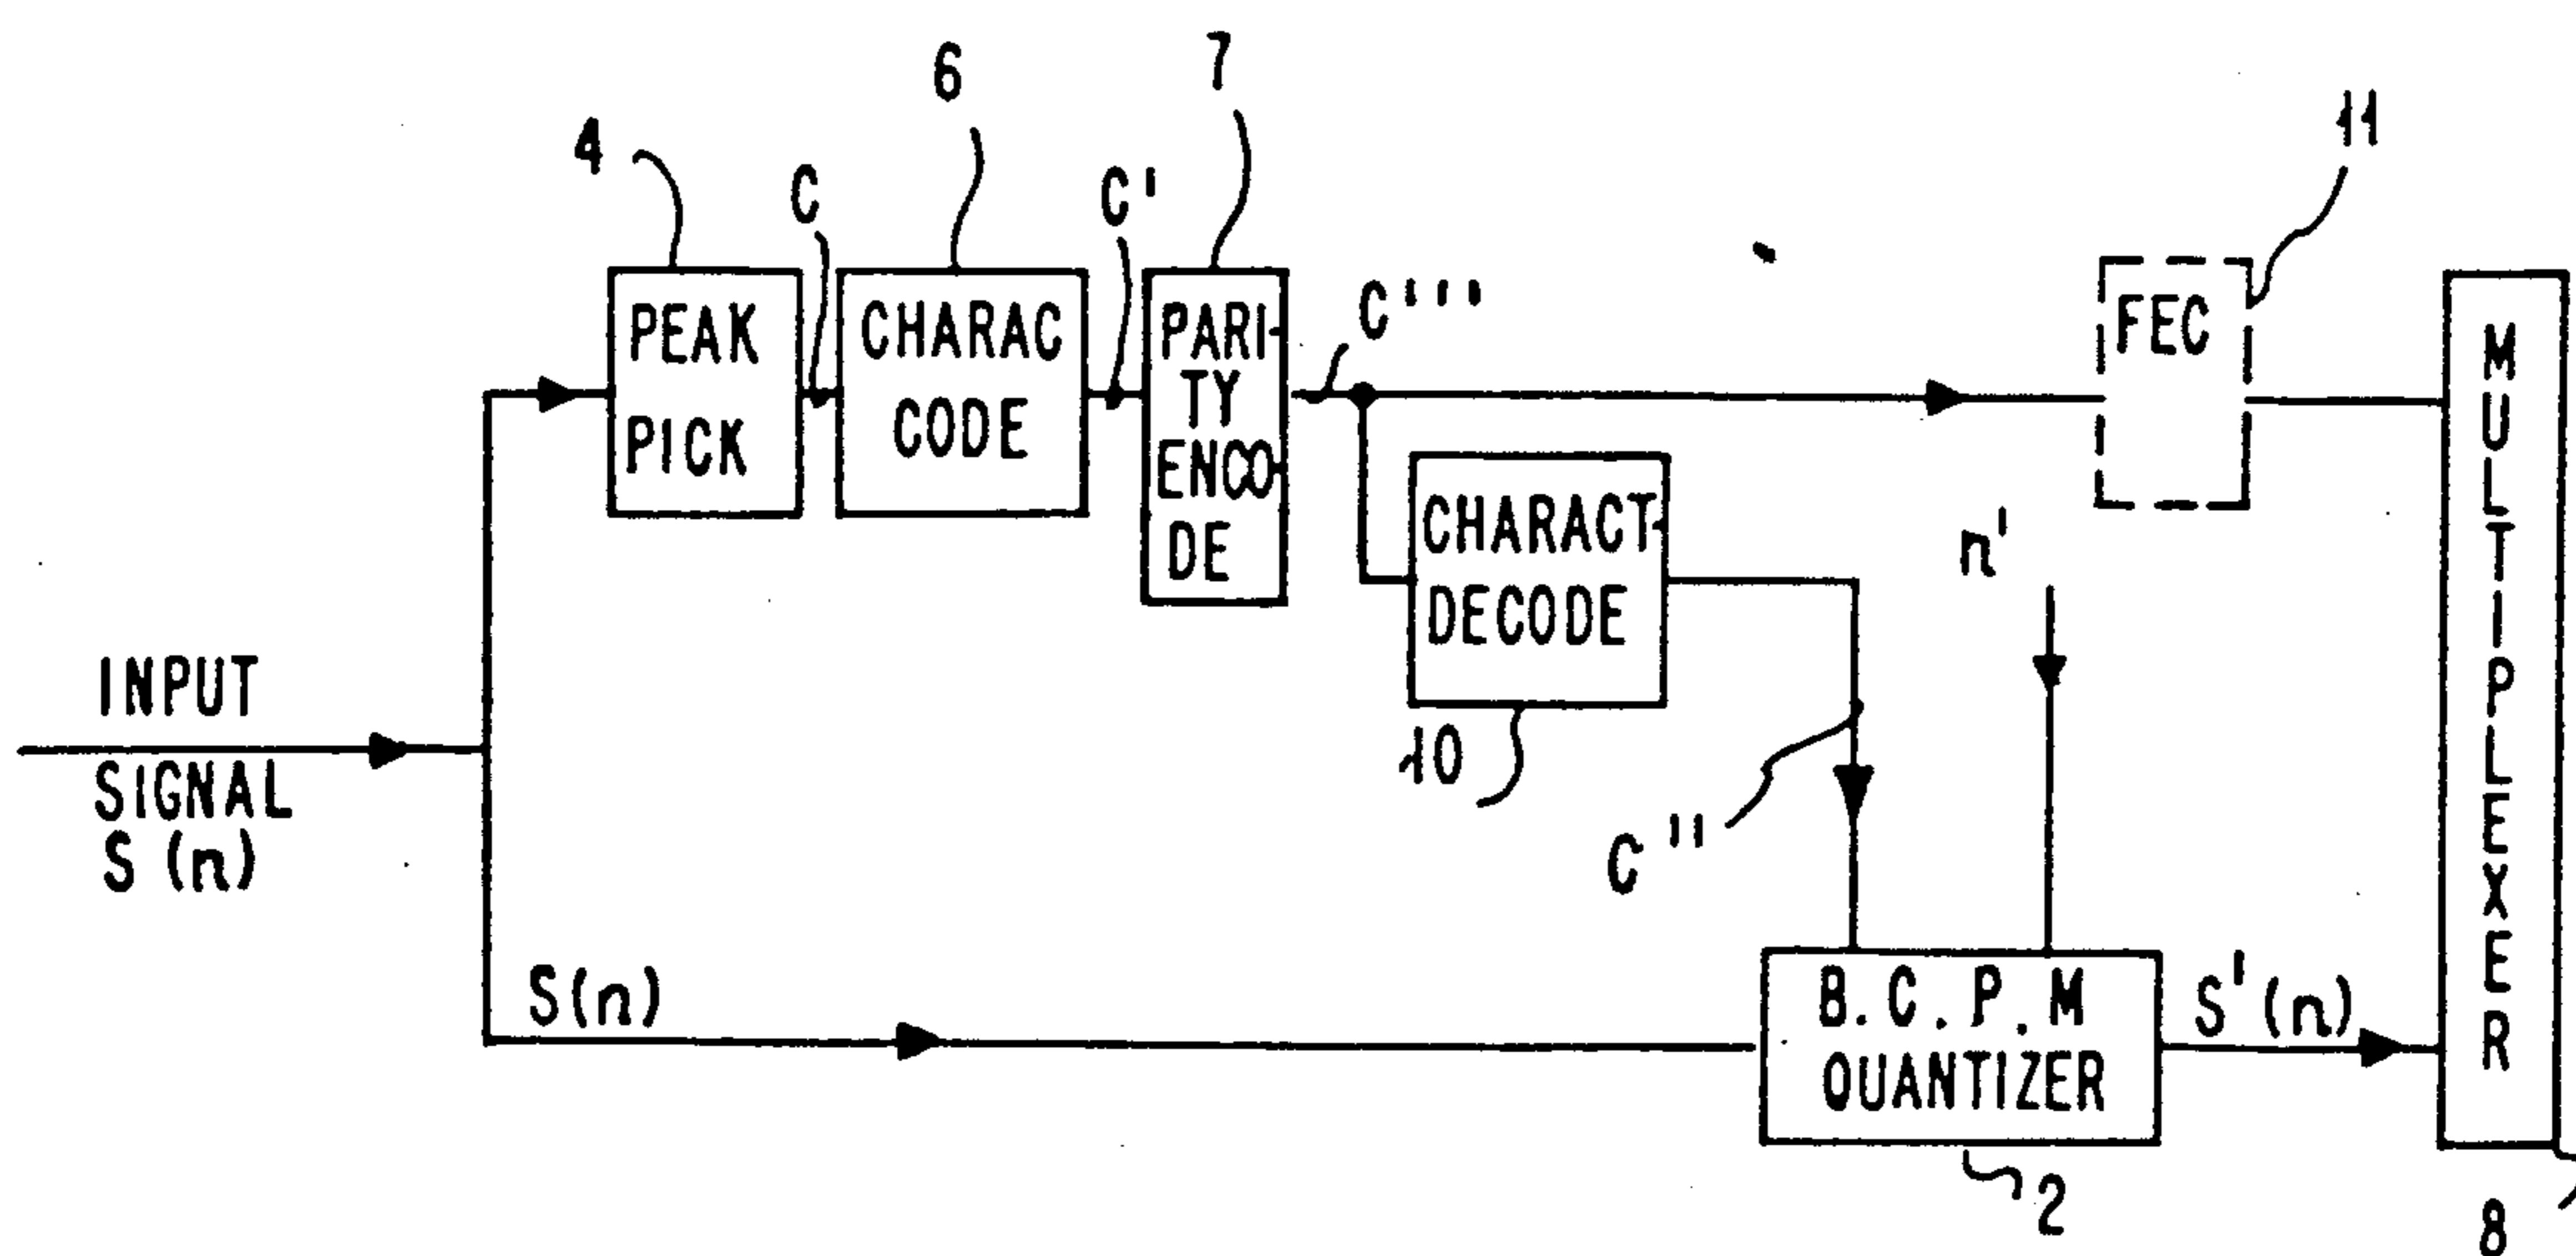 7
6
11
4
C
C'
C'''
PEAK
PICK
CHARAC
CODE
PARI-
TY
ENCO-
DE
FEC
MULTIPLEXER
CHARACT-
DECODE
n'
INPUT
SIGNAL
S (n)
10
C''
S(n)
B.C.P.M
QUANTIZER
S'(n)
2
8